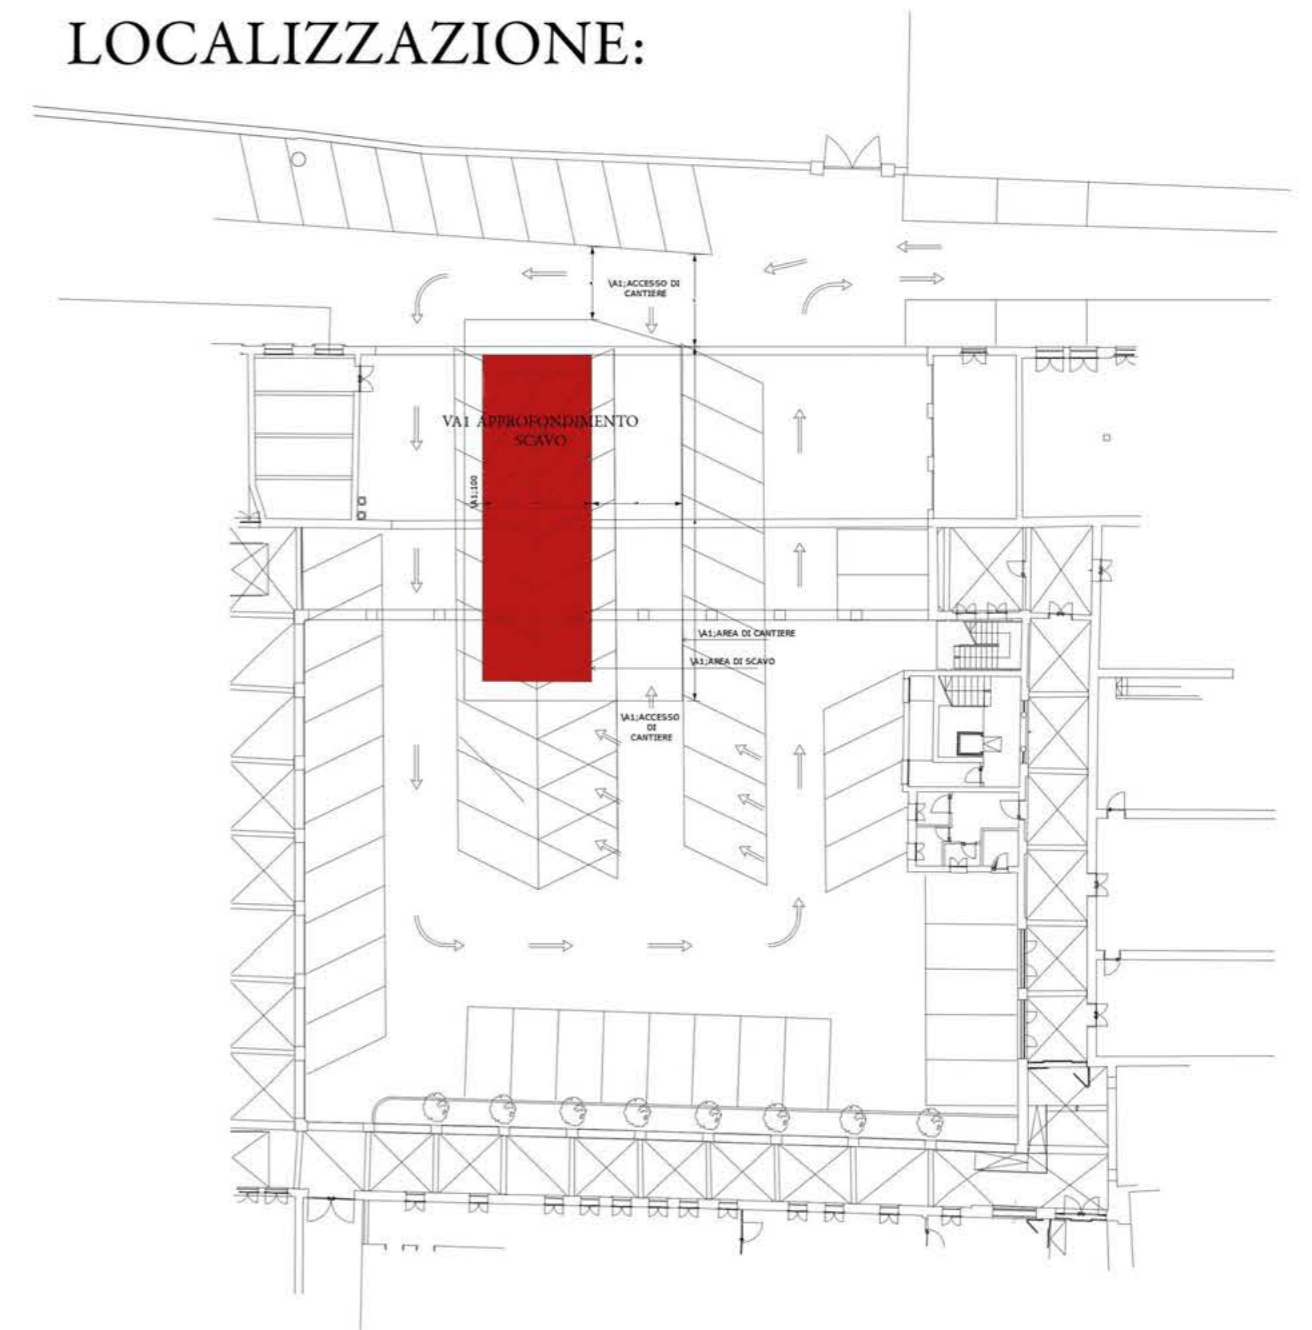 LOCALIZZAZIONE:
\A1;ACCESSO DI
CANTIERE
VA1 APPROFONDIMENTO
SCAVO
\A1;100
\A1;AREA DI CANTIERE
\A1;AREA DI SCAVO
\A1;ACCESSO
DI
CANTIERE